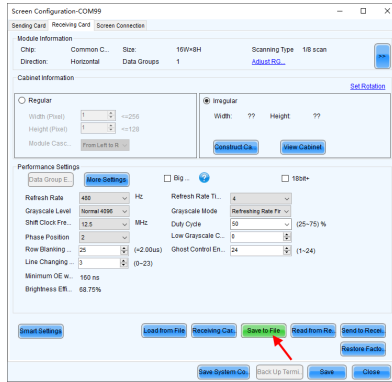 Screen Configuration-COM99
Sending Card Receiving Card Screen Connection
Module Information
Chip: Common C... Size: 16W×8H Scanning Type 1/8 scan
Direction: Horizontal Data Groups 1 Adjust RG...
>>
Cabinet Information
Set Rotation
Regular
Width (Pixel) 1 <=256
Height (Pixel) 1 <=128
Module Casc... From Left to R
Irregular
Width: ?? Height: ??
Construct Ca... View Cabinet
Performance Settings
Data Group E... More Settings Big ... ? 18bit+
Refresh Rate 480 Hz Refresh Rate Ti... 4
Grayscale Level Normal 4096 Grayscale Mode Refreshing Rate Fir
Shift Clock Fre... 12.5 MHz Duty Cycle 50 (25~75) %
Phase Position 2 Low Grayscale C... 0
Row Blanking ... 25 (=2.00us) Ghost Control En... 24 (1~24)
Line Changing ... 3 (0~23)
Minimum OE w... 160 ns
Brightness Effi... 68.75%
Smart Settings Load from File Receiving Car... Save to File Read from Re... Send to Recei..
Restore Facto..
Save System Co.. Back Up Termi.. Save Close